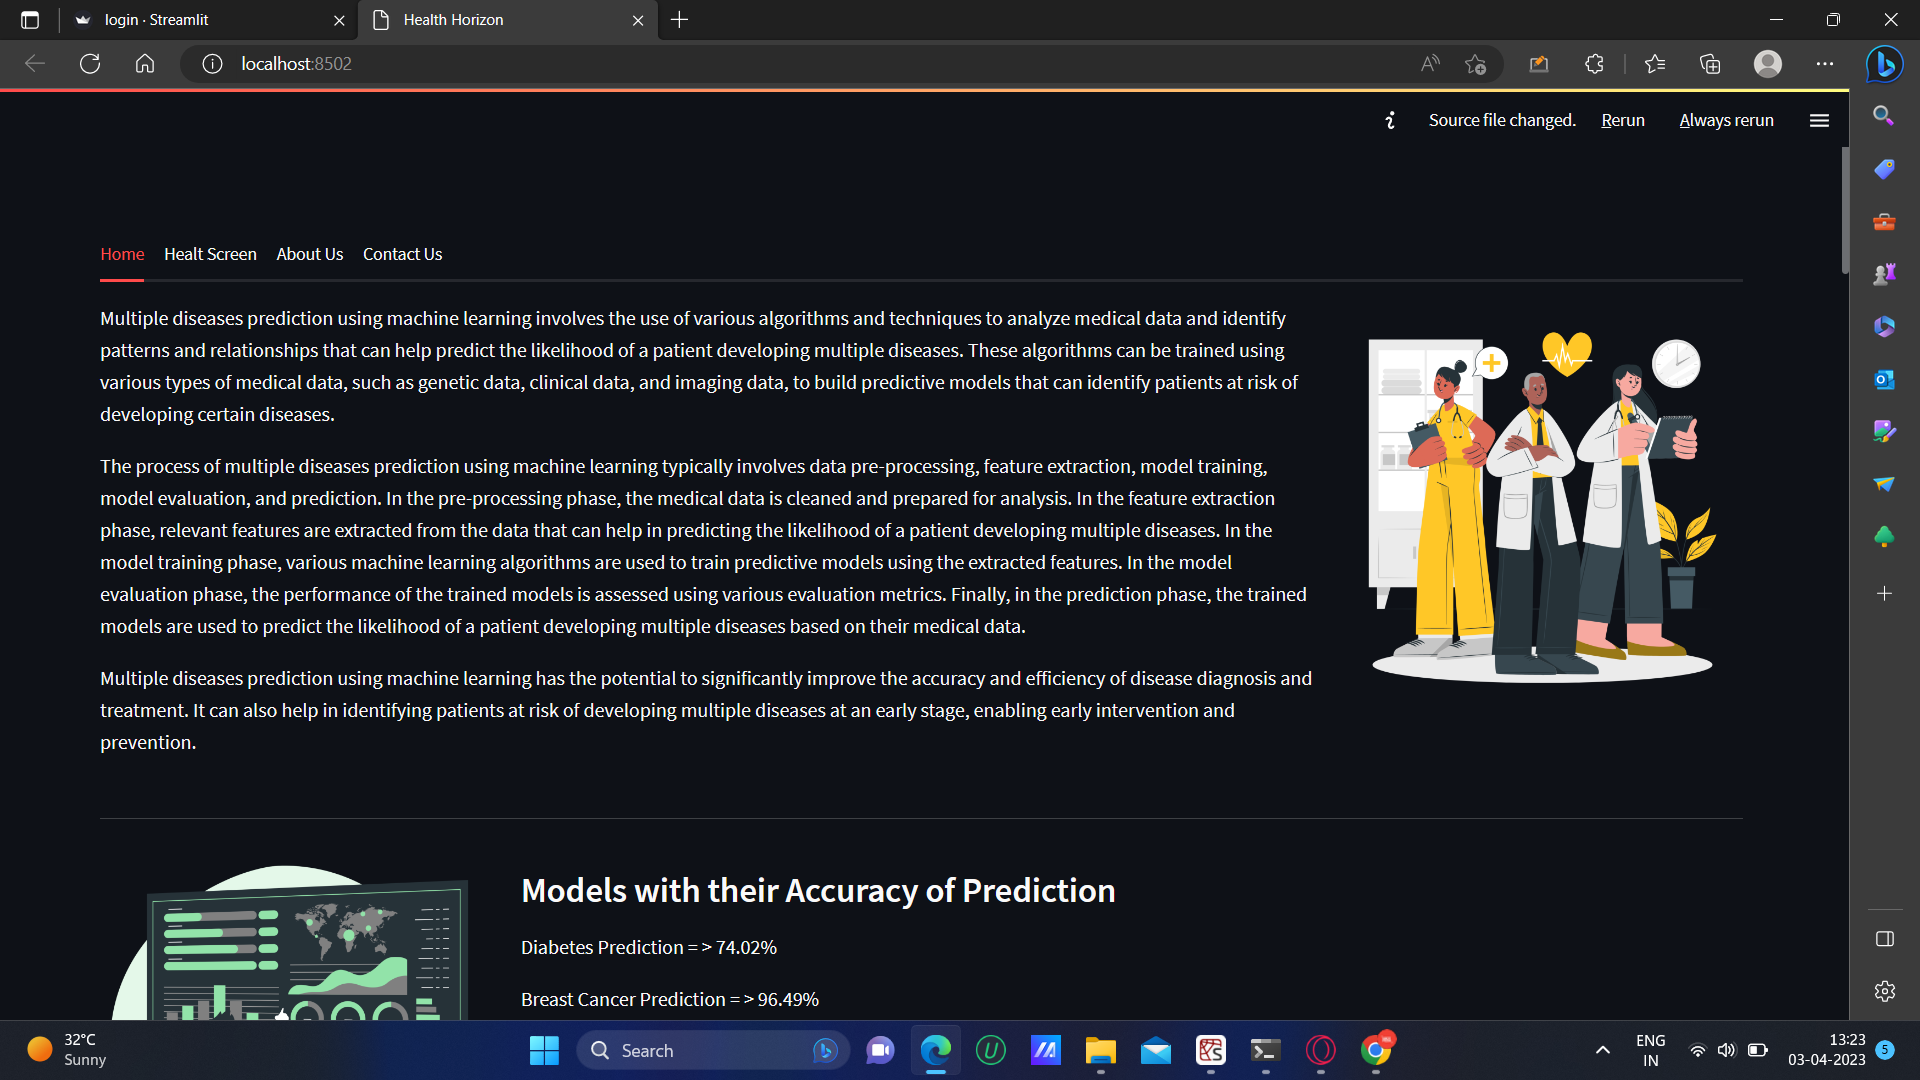 login · Streamlit
Health Horizon
localhost:8502
Source file changed. Rerun Always rerun
Home Healt Screen About Us Contact Us
Multiple diseases prediction using machine learning involves the use of various algorithms and techniques to analyze medical data and identify
patterns and relationships that can help predict the likelihood of a patient developing multiple diseases. These algorithms can be trained using
various types of medical data, such as genetic data, clinical data, and imaging data, to build predictive models that can identify patients at risk of
developing certain diseases.
The process of multiple diseases prediction using machine learning typically involves data pre-processing, feature extraction, model training,
model evaluation, and prediction. In the pre-processing phase, the medical data is cleaned and prepared for analysis. In the feature extraction
phase, relevant features are extracted from the data that can help in predicting the likelihood of a patient developing multiple diseases. In the
model training phase, various machine learning algorithms are used to train predictive models using the extracted features. In the model
evaluation phase, the performance of the trained models is assessed using various evaluation metrics. Finally, in the prediction phase, the trained
models are used to predict the likelihood of a patient developing multiple diseases based on their medical data.
Multiple diseases prediction using machine learning has the potential to significantly improve the accuracy and efficiency of disease diagnosis and
treatment. It can also help in identifying patients at risk of developing multiple diseases at an early stage, enabling early intervention and
prevention.
Models with their Accuracy of Prediction
Diabetes Prediction = > 74.02%
Breast Cancer Prediction = > 96.49%
32°C
Sunny
Search
ENG
IN
13:23
03-04-2023
5